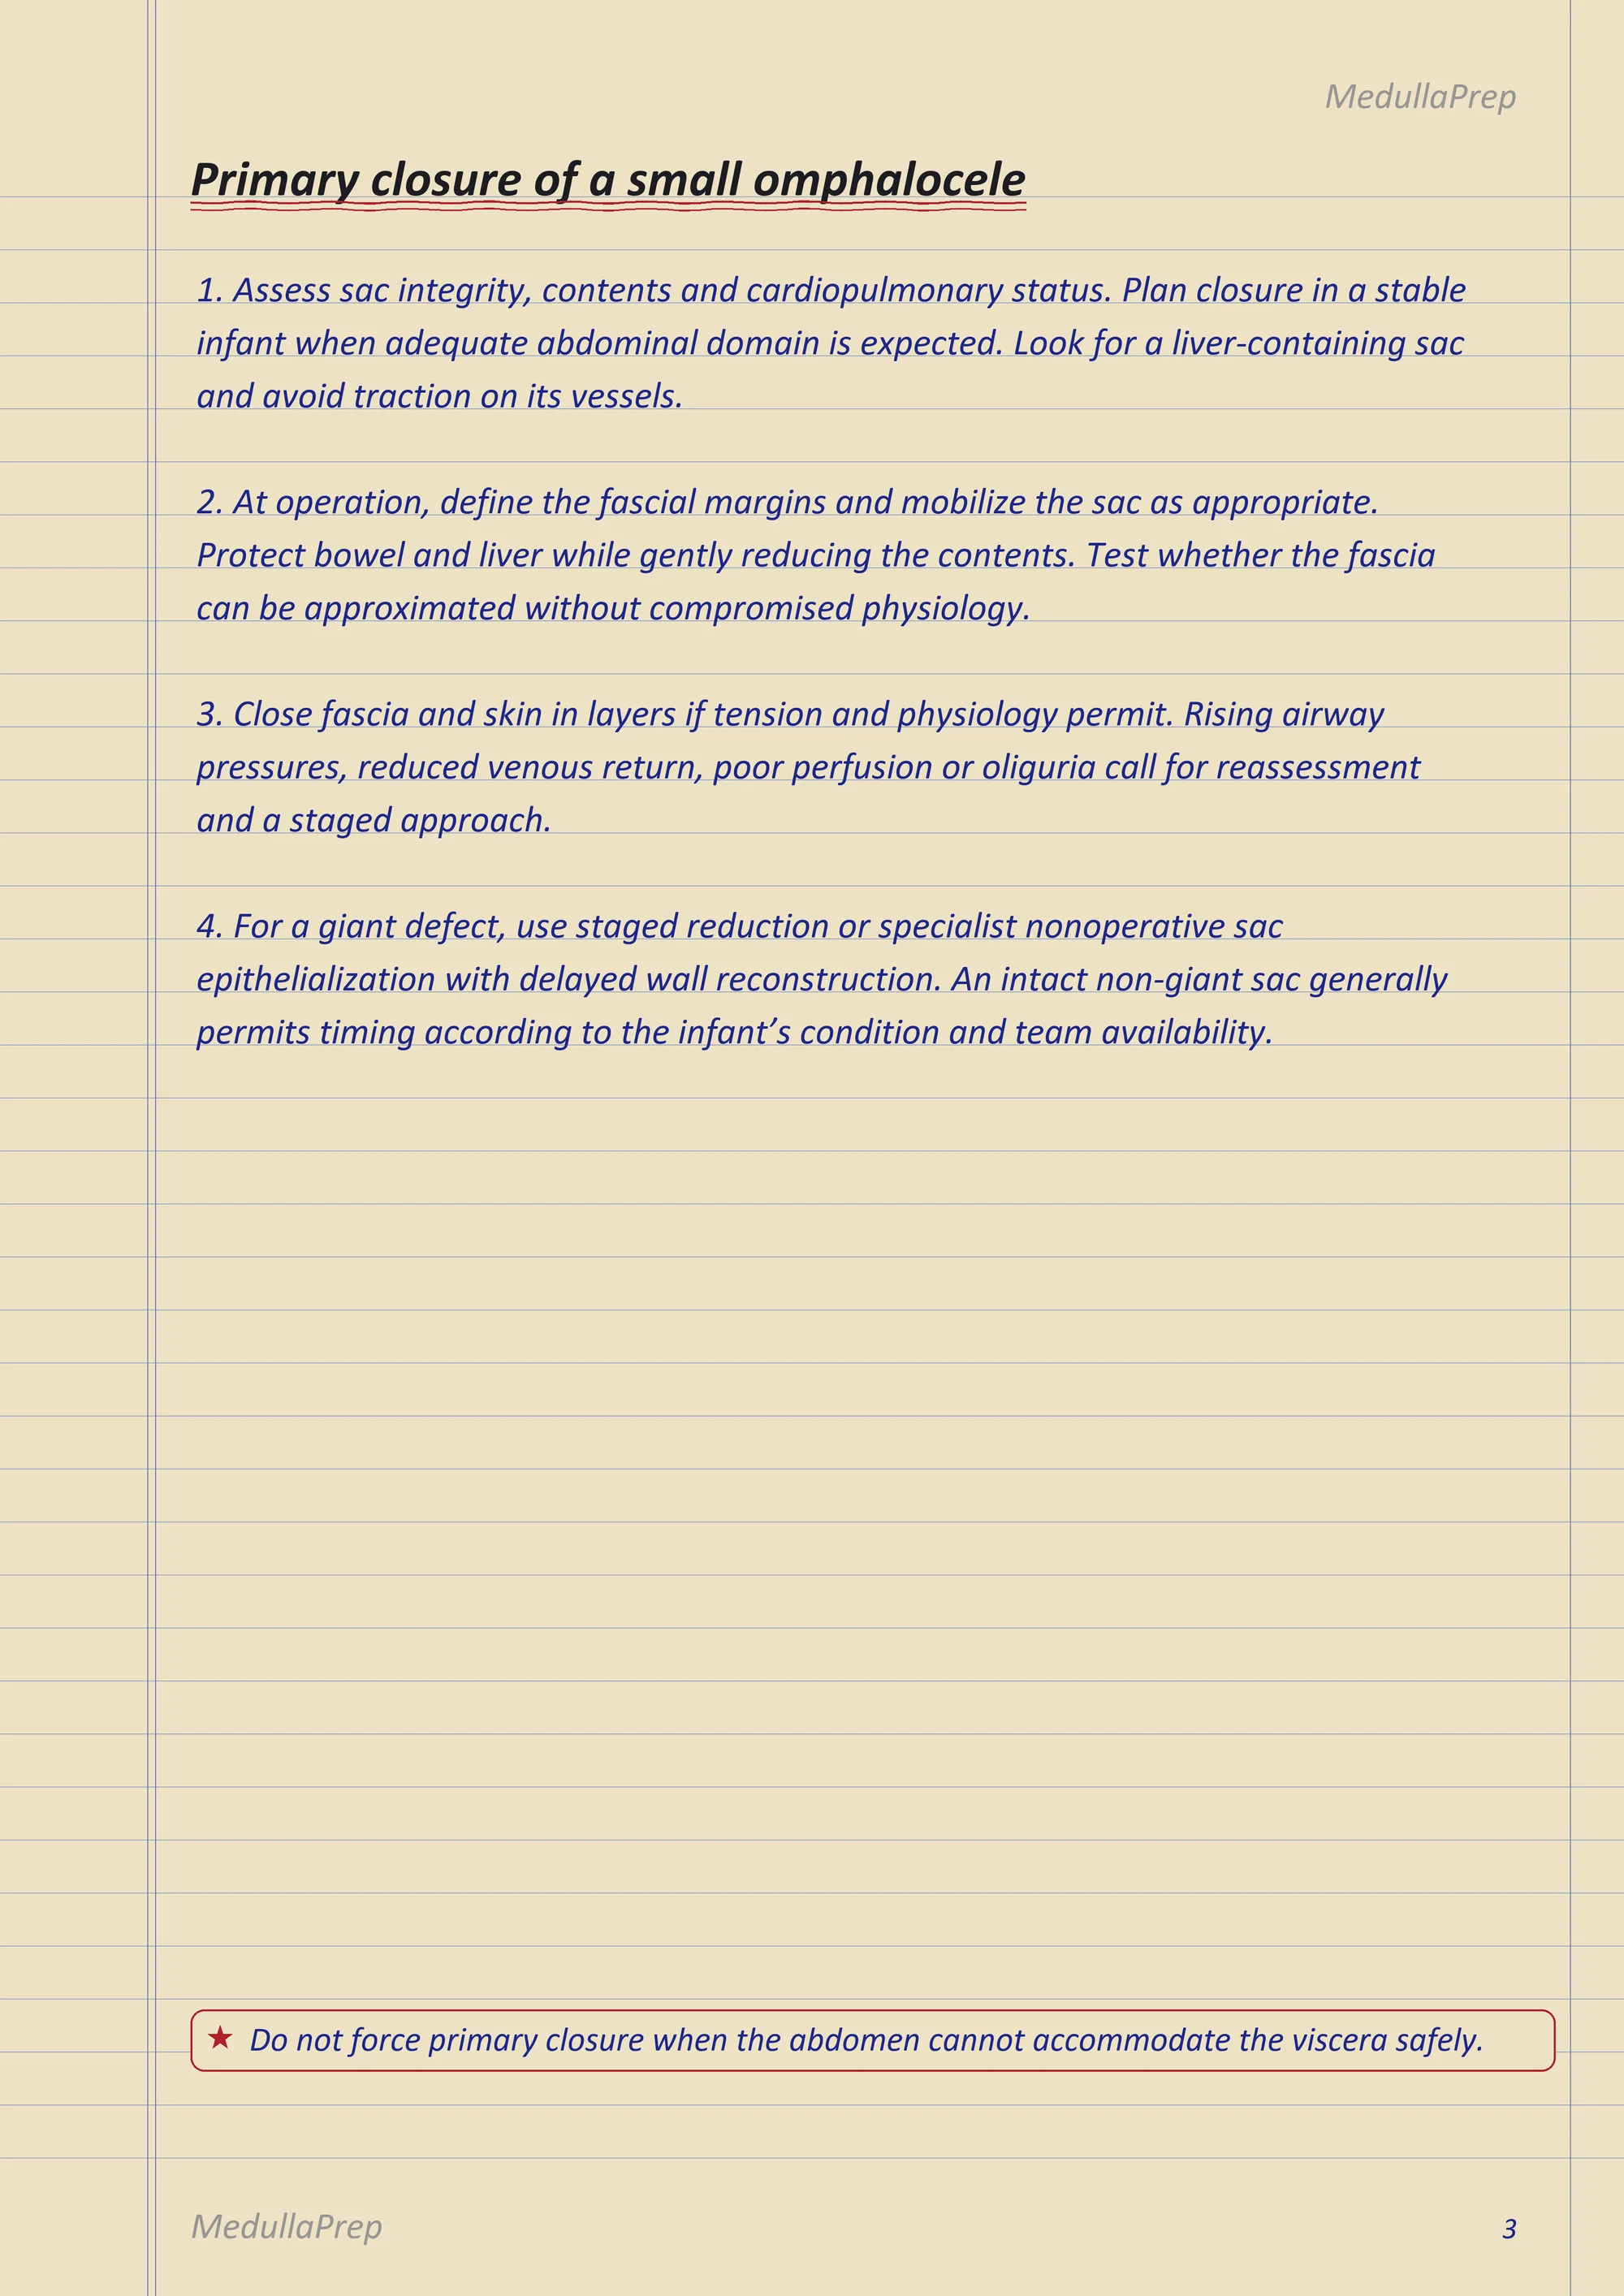 MedullaPrep
Primary closure of a small omphalocele
1. Assess sac integrity, contents and cardiopulmonary status. Plan closure in a stable
infant when adequate abdominal domain is expected. Look for a liver-containing sac
and avoid traction on its vessels.
2. At operation, define the fascial margins and mobilize the sac as appropriate.
Protect bowel and liver while gently reducing the contents. Test whether the fascia
can be approximated without compromised physiology.
3. Close fascia and skin in layers if tension and physiology permit. Rising airway
pressures, reduced venous return, poor perfusion or oliguria call for reassessment
and a staged approach.
4. For a giant defect, use staged reduction or specialist nonoperative sac
epithelialization with delayed wall reconstruction. An intact non-giant sac generally
permits timing according to the infant’s condition and team availability.
★ Do not force primary closure when the abdomen cannot accommodate the viscera safely.
MedullaPrep
3